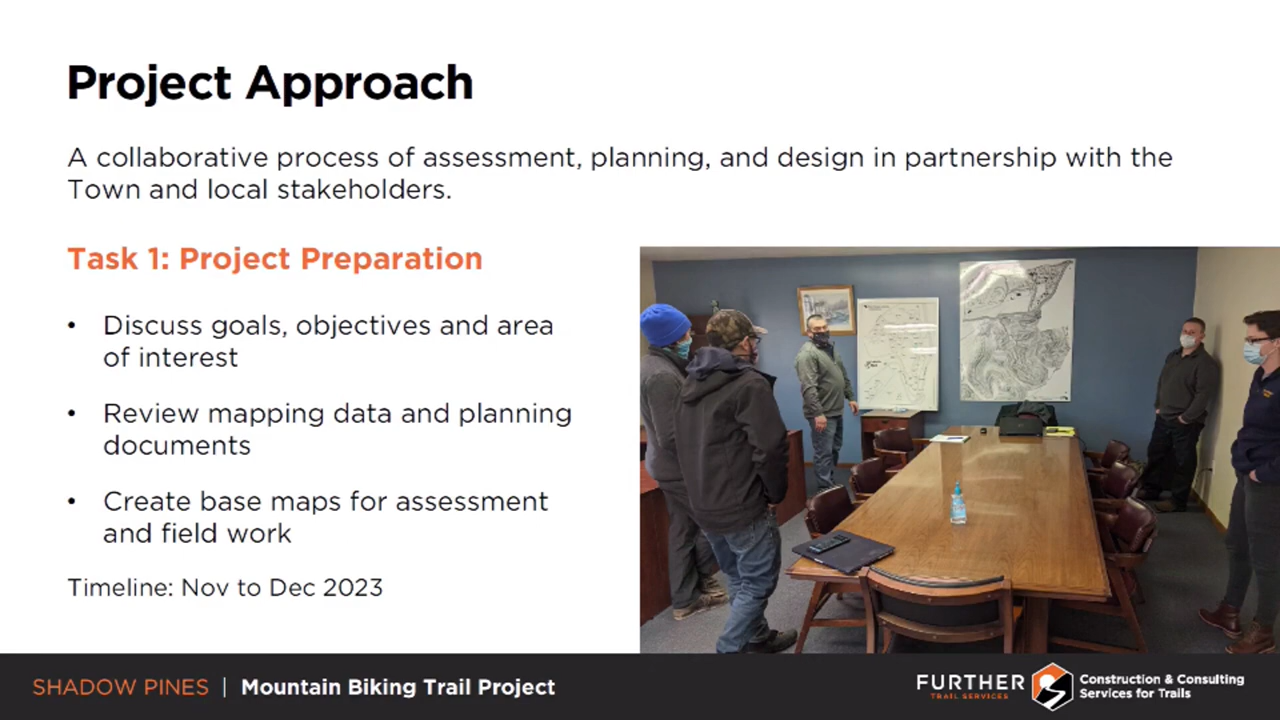 Project Approach
A collaborative process of assessment, planning, and design in partnership with the
Town and local stakeholders.
Task 1: Project Preparation
• Discuss goals, objectives and area
of interest
• Review mapping data and planning
documents
• Create base maps for assessment
and field work
Timeline: Nov to Dec 2023
SHADOW PINES | Mountain Biking Trail Project
FURTHER
TRAIL SERVICES
Construction & Consulting
Services for Trails